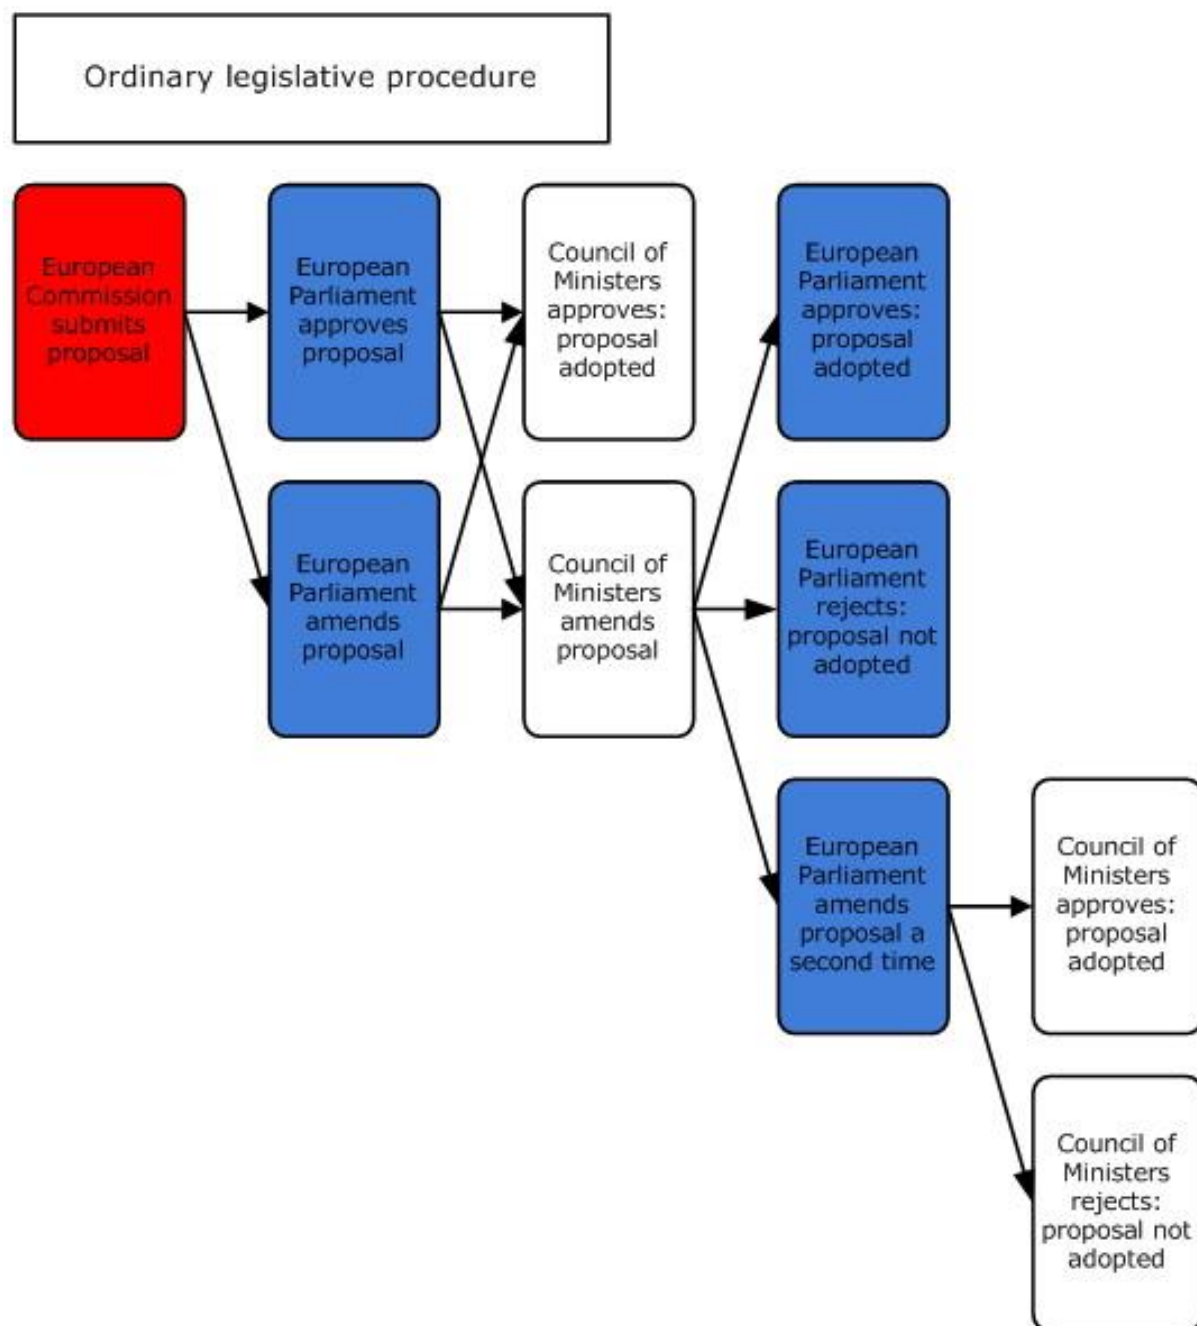 Ordinary legislative procedure
European
Commission
submits
proposal
European
Parliament
approves
proposal
Council of
Ministers
approves:
proposal
adopted
European
Parliament
approves:
proposal
adopted
European
Parliament
amends
proposal
Council of
Ministers
amends
proposal
European
Parliament
rejects:
proposal not
adopted
European
Parliament
amends
proposal a
second time
Council of
Ministers
approves:
proposal
adopted
Council of
Ministers
rejects:
proposal not
adopted